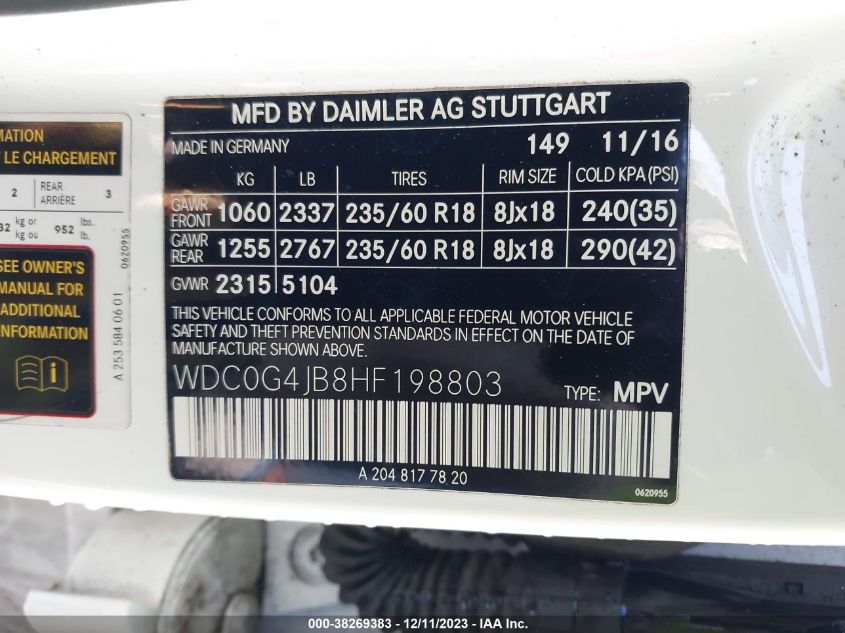 MATION
T LE CHARGEMENT
2 REAR ARRIÈRE 3
32 kg or kg ou 952 lbs. lb.
0620955
SEE OWNER'S
MANUAL FOR
ADDITIONAL
INFORMATION
A 253 584 06 01
MFD BY DAIMLER AG STUTTGART
MADE IN GERMANY 149 11/16
KG LB TIRES RIM SIZE COLD KPA (PSI)
GAWR FRONT 1060 2337 235/60 R18 8Jx18 240(35)
GAWR REAR 1255 2767 235/60 R18 8Jx18 290(42)
GVWR 2315 5104
THIS VEHICLE CONFORMS TO ALL APPLICABLE FEDERAL MOTOR VEHICLE
SAFETY AND THEFT PREVENTION STANDARDS IN EFFECT ON THE DATE OF
MANUFACTURE SHOWN ABOVE.
WDC0G4JB8HF198803 TYPE: MPV
A 204 817 78 20
0620955
000-38269383 - 12/11/2023 - IAA Inc.